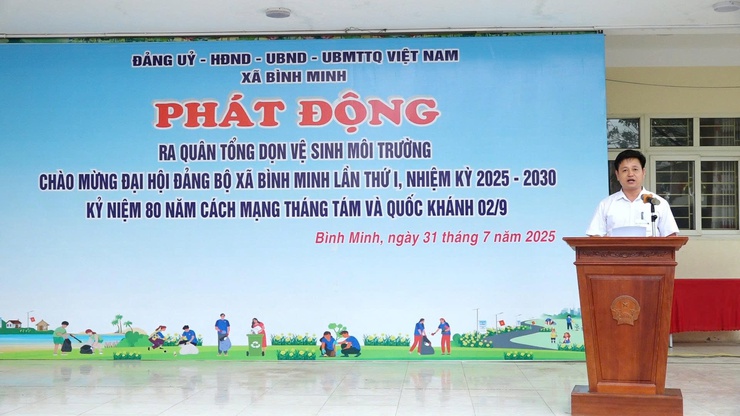 ĐẢNG UỶ - HĐND - UBND - UBMTTQ VIỆT NAM
XÃ BÌNH MINH
PHÁT ĐỘNG
RA QUÂN TỔNG DỌN VỆ SINH MÔI TRƯỜNG
CHÀO MỪNG ĐẠI HỘI ĐẢNG BỘ XÃ BÌNH MINH LẦN THỨ I, NHIỆM KỲ 2025 - 2030
KỶ NIỆM 80 NĂM CÁCH MẠNG THÁNG TÁM VÀ QUỐC KHÁNH 02/9
Bình Minh, ngày 31 tháng 7 năm 2025